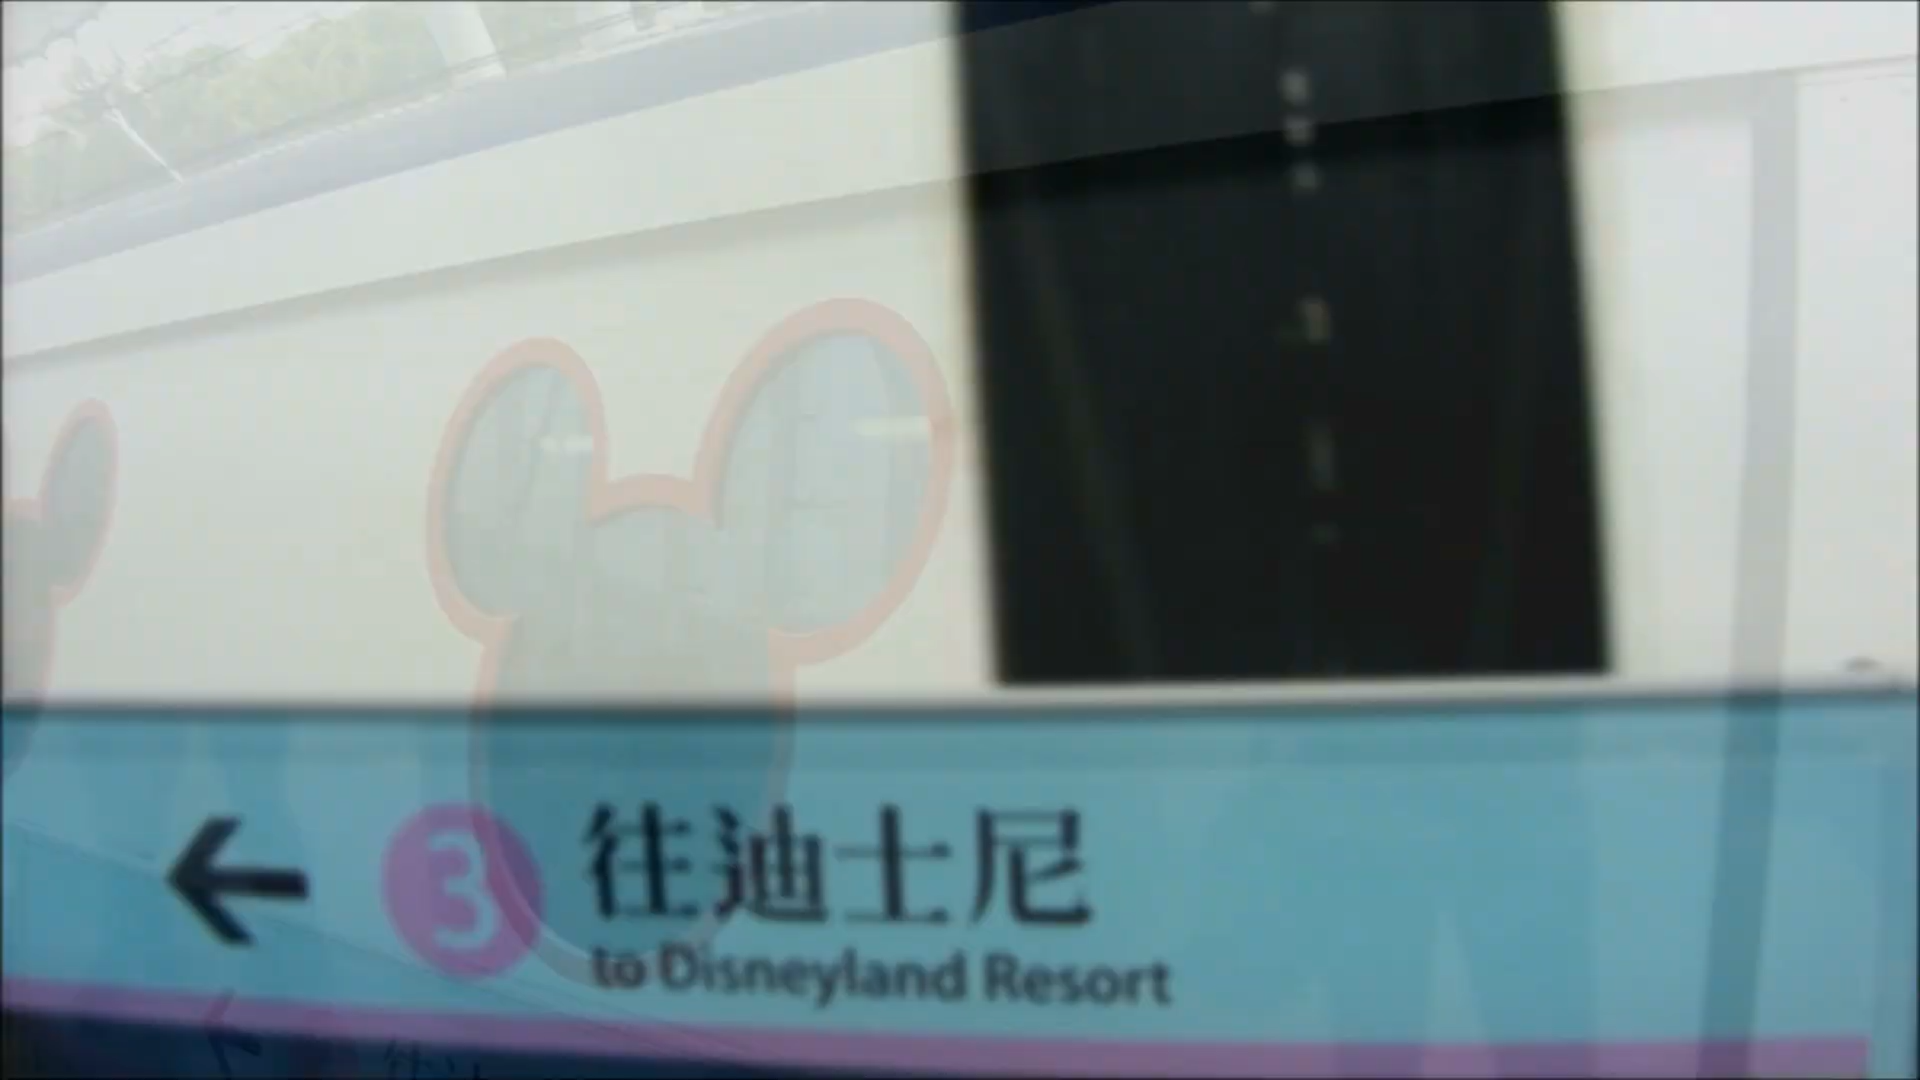 3 往迪士尼
to Disneyland Resort